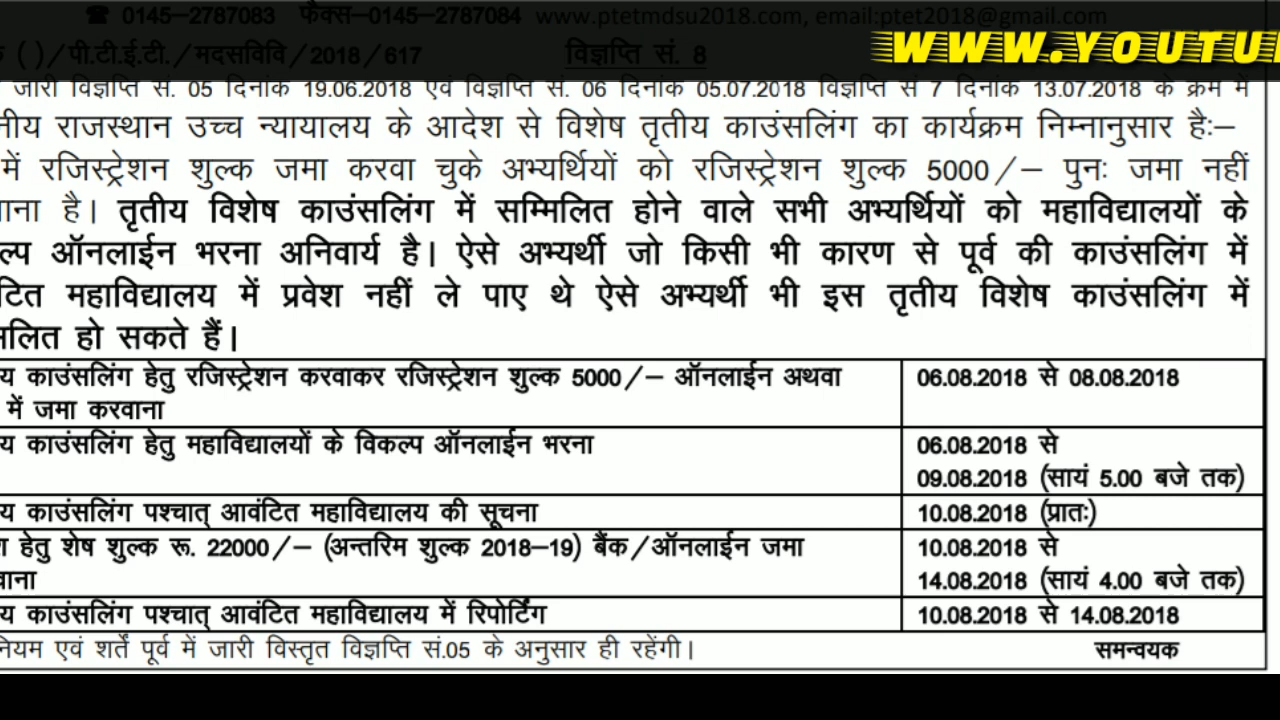 ☎ 0145–2787083 फैक्स–0145–2787084 www.ptetmdsu2018.com, email:ptet2018@gmail.com
WWW.YOUTU
( )/पी.टी.ई.टी./मदसविवि/2018/617 विज्ञप्ति सं. 8
जारी विज्ञप्ति सं. 05 दिनांक 19.06.2018 एवं विज्ञप्ति सं. 06 दिनांक 05.07.2018 विज्ञप्ति सं 7 दिनांक 13.07.2018 के क्रम में
नीय राजस्थान उच्च न्यायालय के आदेश से विशेष तृतीय काउंसलिंग का कार्यक्रम निम्नानुसार हैः–
में रजिस्ट्रेशन शुल्क जमा करवा चुके अभ्यर्थियों को रजिस्ट्रेशन शुल्क 5000/– पुनः जमा नहीं
ाना है। तृतीय विशेष काउंसलिंग में सम्मिलित होने वाले सभी अभ्यर्थियों को महाविद्यालयों के
ल्प ऑनलाईन भरना अनिवार्य है। ऐसे अभ्यर्थी जो किसी भी कारण से पूर्व की काउंसलिंग में
टित महाविद्यालय में प्रवेश नहीं ले पाए थे ऐसे अभ्यर्थी भी इस तृतीय विशेष काउंसलिंग में
मलित हो सकते हैं।
य काउंसलिंग हेतु रजिस्ट्रेशन करवाकर रजिस्ट्रेशन शुल्क 5000/– ऑनलाईन अथवा 06.08.2018 से 08.08.2018
में जमा करवाना
य काउंसलिंग हेतु महाविद्यालयों के विकल्प ऑनलाईन भरना 06.08.2018 से
09.08.2018 (सायं 5.00 बजे तक)
य काउंसलिंग पश्चात् आवंटित महाविद्यालय की सूचना 10.08.2018 (प्रातः)
हेतु शेष शुल्क रू. 22000/– (अन्तरिम शुल्क 2018–19) बैंक/ऑनलाईन जमा 10.08.2018 से
वाना 14.08.2018 (सायं 4.00 बजे तक)
य काउंसलिंग पश्चात् आवंटित महाविद्यालय में रिपोर्टिंग 10.08.2018 से 14.08.2018
नियम एवं शर्तें पूर्व में जारी विस्तृत विज्ञप्ति सं.05 के अनुसार ही रहेंगी। समन्वयक